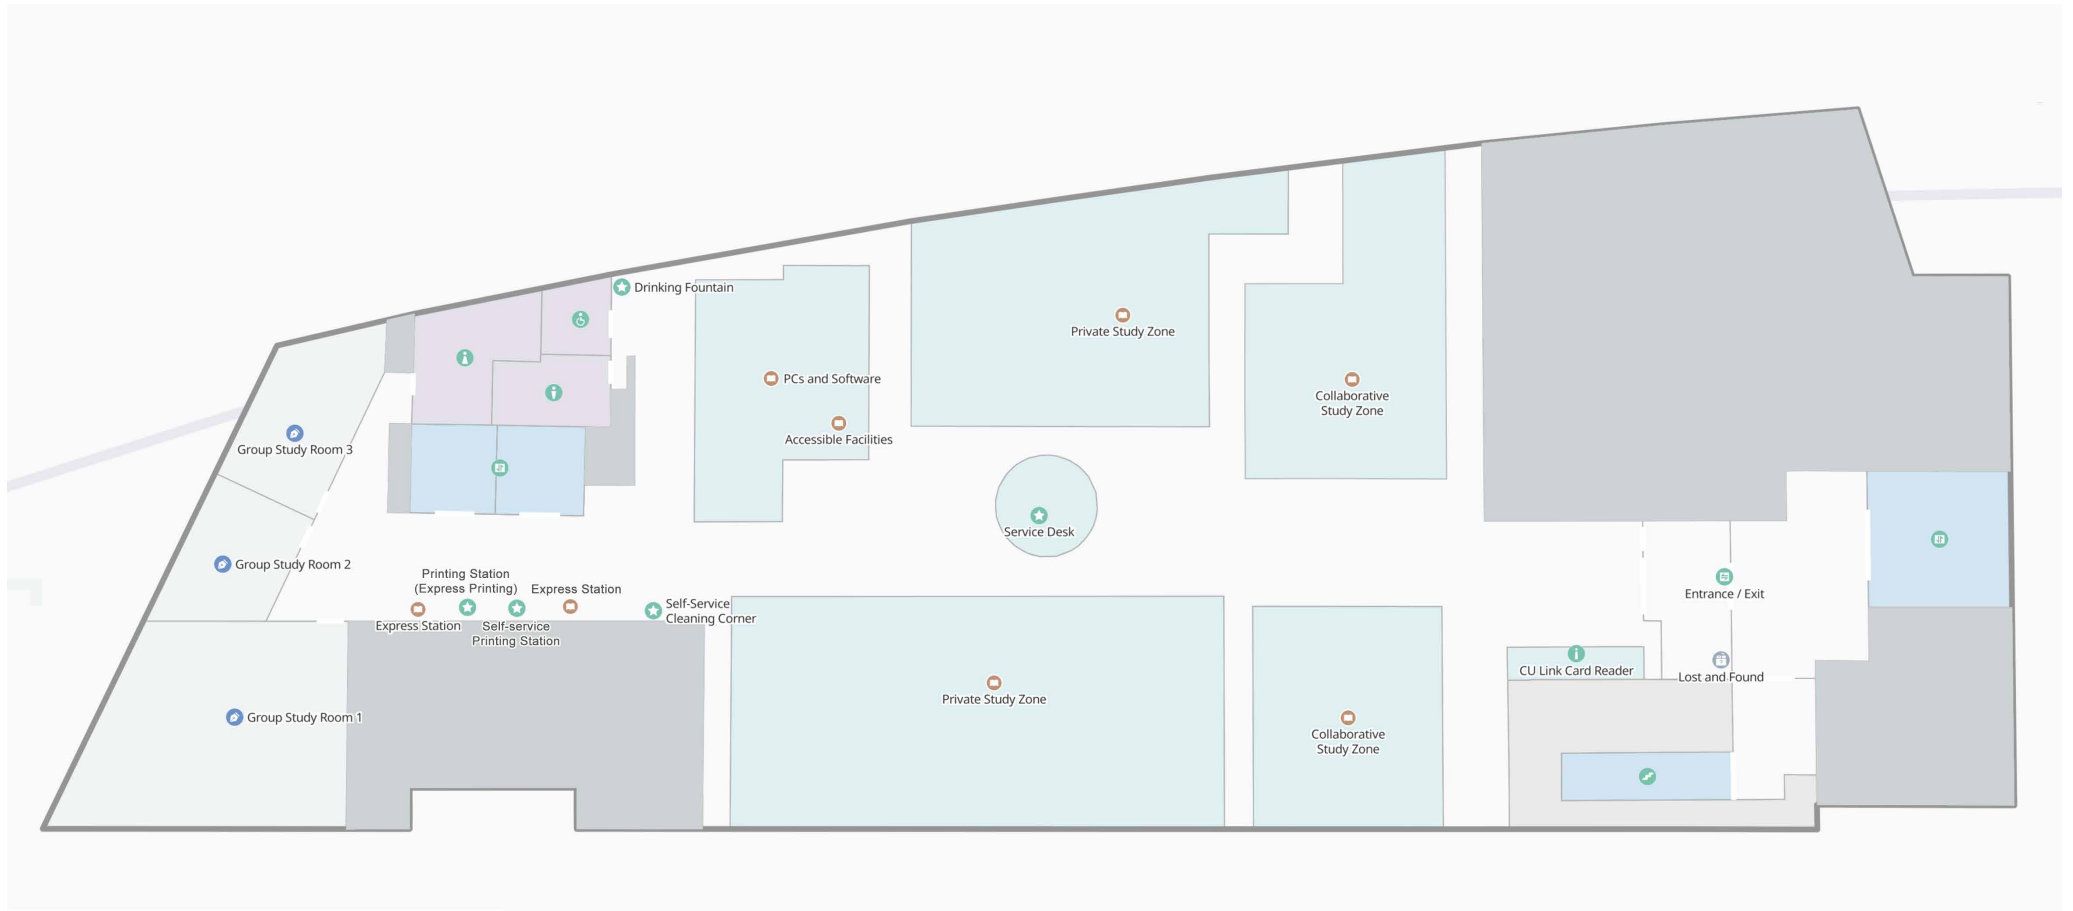 Drinking Fountain
Private Study Zone
PCs and Software
Collaborative
Study Zone
Accessible Facilities
Group Study Room 3
Service Desk
Group Study Room 2
Printing Station
(Express Printing)
Express Station
Entrance / Exit
Self-Service
Cleaning Corner
Express Station
Self-service
Printing Station
CU Link Card Reader
Lost and Found
Private Study Zone
Group Study Room 1
Collaborative
Study Zone